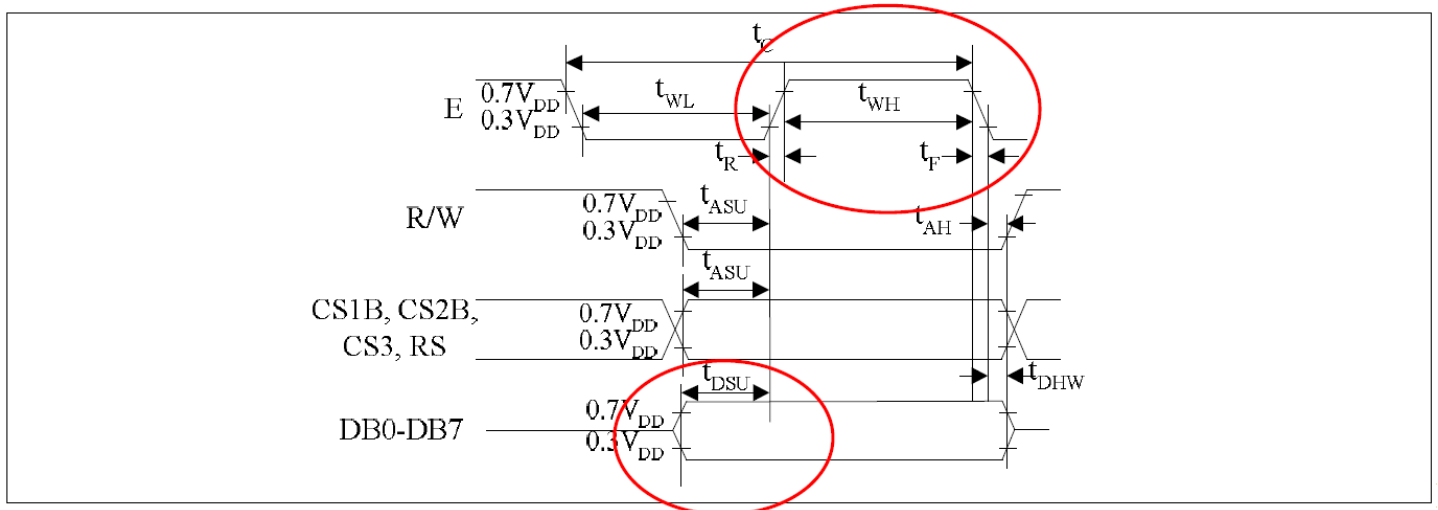 tC
E 0.7VDD tWL tWH
0.3VDD
tR tF
R/W 0.7VDD tASU tAH
0.3VDD
tASU
CS1B, CS2B, 0.7VDD
CS3, RS 0.3VDD
tDSU tDHW
0.7VDD
DB0-DB7 0.3VDD